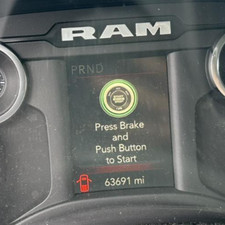 RAM
PRND
Press Brake
and
Push Button
to Start
63691 mi